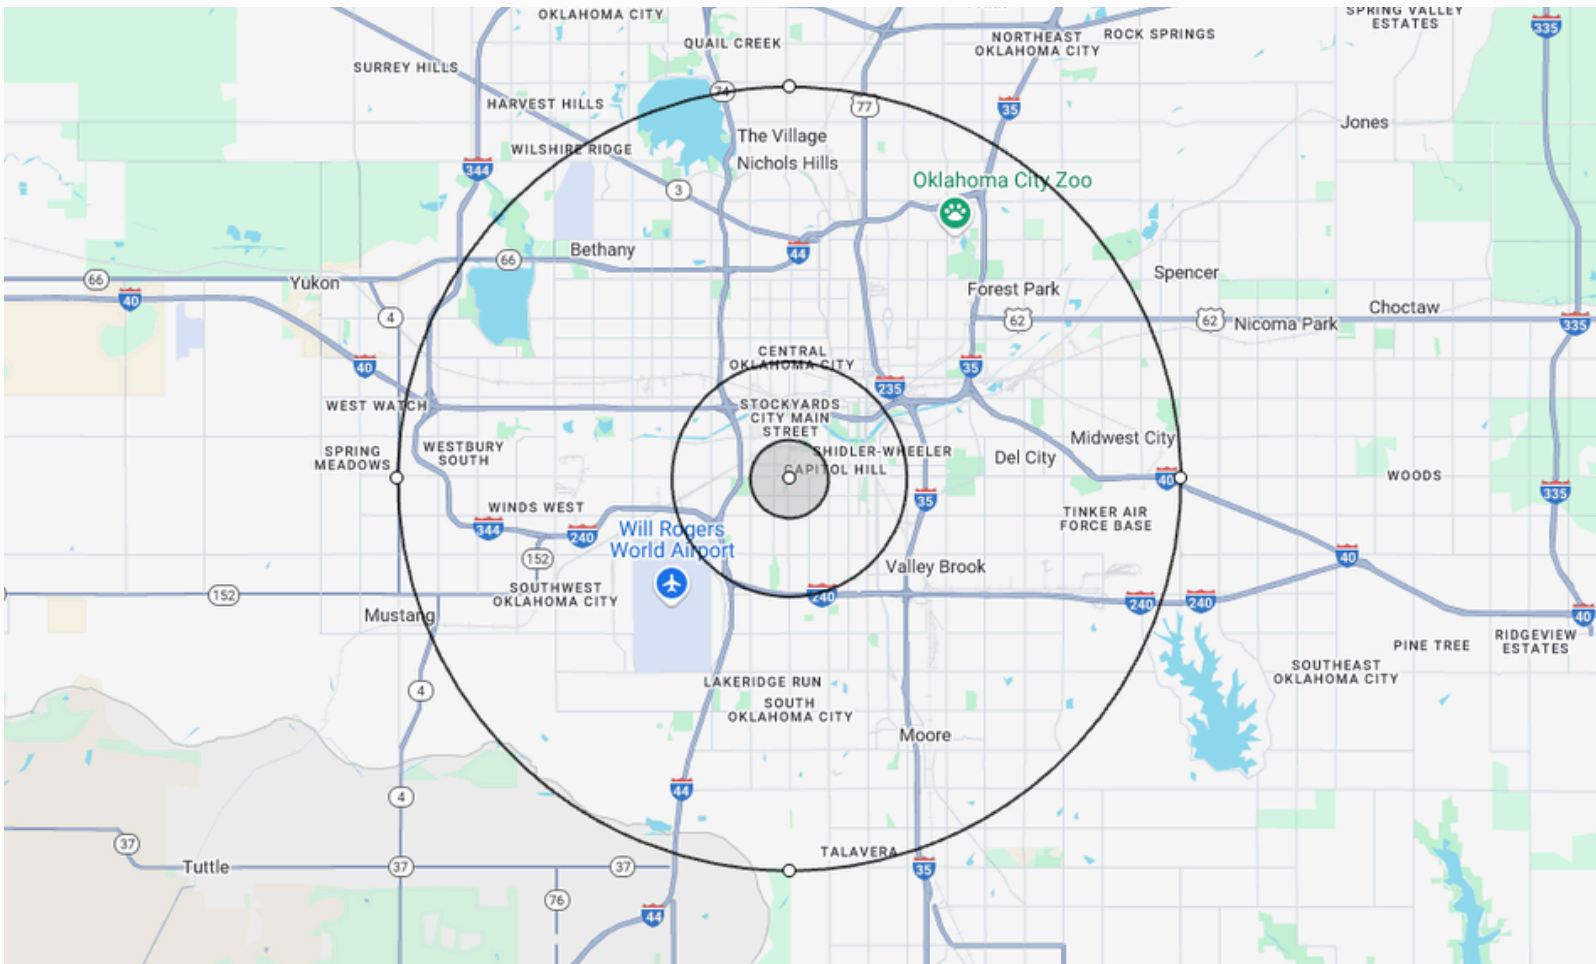 OKLAHOMA CITY
SPRING VALLEY
ESTATES
335
QUAIL CREEK
NORTHEAST
OKLAHOMA CITY
ROCK SPRINGS
SURREY HILLS
74
77
35
HARVEST HILLS
Jones
The Village
WILSHIRE RIDGE
Nichols Hills
344
3
Oklahoma City Zoo
66
Bethany
44
Spencer
66
Yukon
Forest Park
40
4
62
62
Nicoma Park
Choctaw
335
CENTRAL
OKLAHOMA CITY
40
235
35
WEST WATCH
STOCKYARDS
CITY MAIN
STREET
Midwest City
SPRING
MEADOWS
WESTBURY
SOUTH
SHIDLER-WHEELER
CAPITOL HILL
Del City
40
WOODS
335
35
WINDS WEST
344
240
Will Rogers
World Airport
TINKER AIR
FORCE BASE
152
40
Valley Brook
SOUTHWEST
OKLAHOMA CITY
152
240
240
240
Mustang
40
RIDGEVIEW
ESTATES
PINE TREE
SOUTHEAST
OKLAHOMA CITY
4
LAKERIDGE RUN
SOUTH
OKLAHOMA CITY
Moore
44
4
37
TALAVERA
Tuttle
37
37
35
76
44